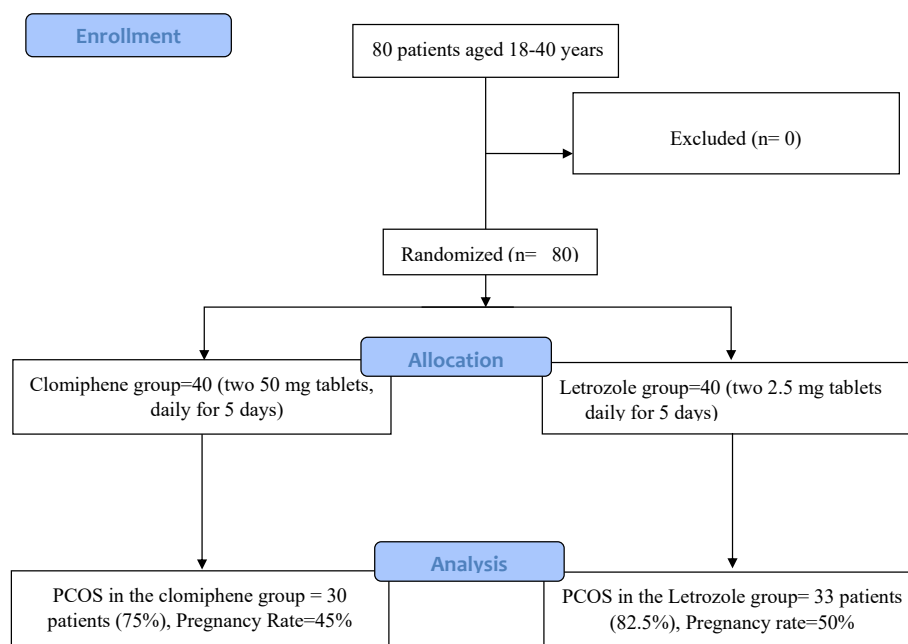 Enrollment
80 patients aged 18-40 years
Excluded (n= 0)
Randomized (n= 80)
Allocation
Clomiphene group=40 (two 50 mg tablets,
daily for 5 days)
Letrozole group=40 (two 2.5 mg tablets
daily for 5 days)
Analysis
PCOS in the clomiphene group = 30
patients (75%), Pregnancy Rate=45%
PCOS in the Letrozole group= 33 patients
(82.5%), Pregnancy rate=50%